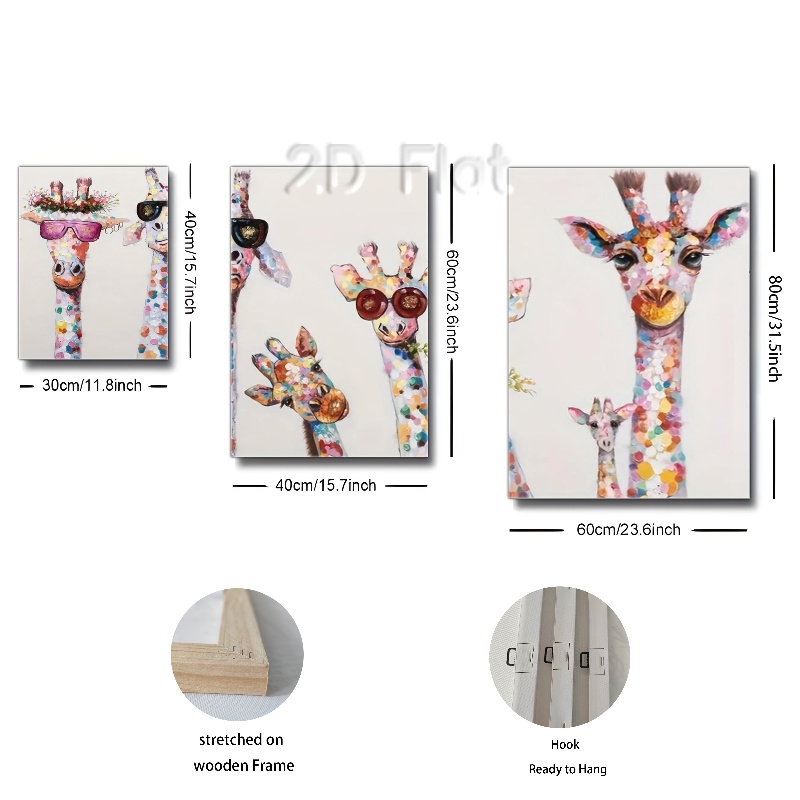 2.D Flat.
40cm/15.7inch
30cm/11.8inch
60cm/23.6inch
40cm/15.7inch
80cm/31.5inch
60cm/23.6inch
stretched on
wooden Frame
Hook
Ready to Hang